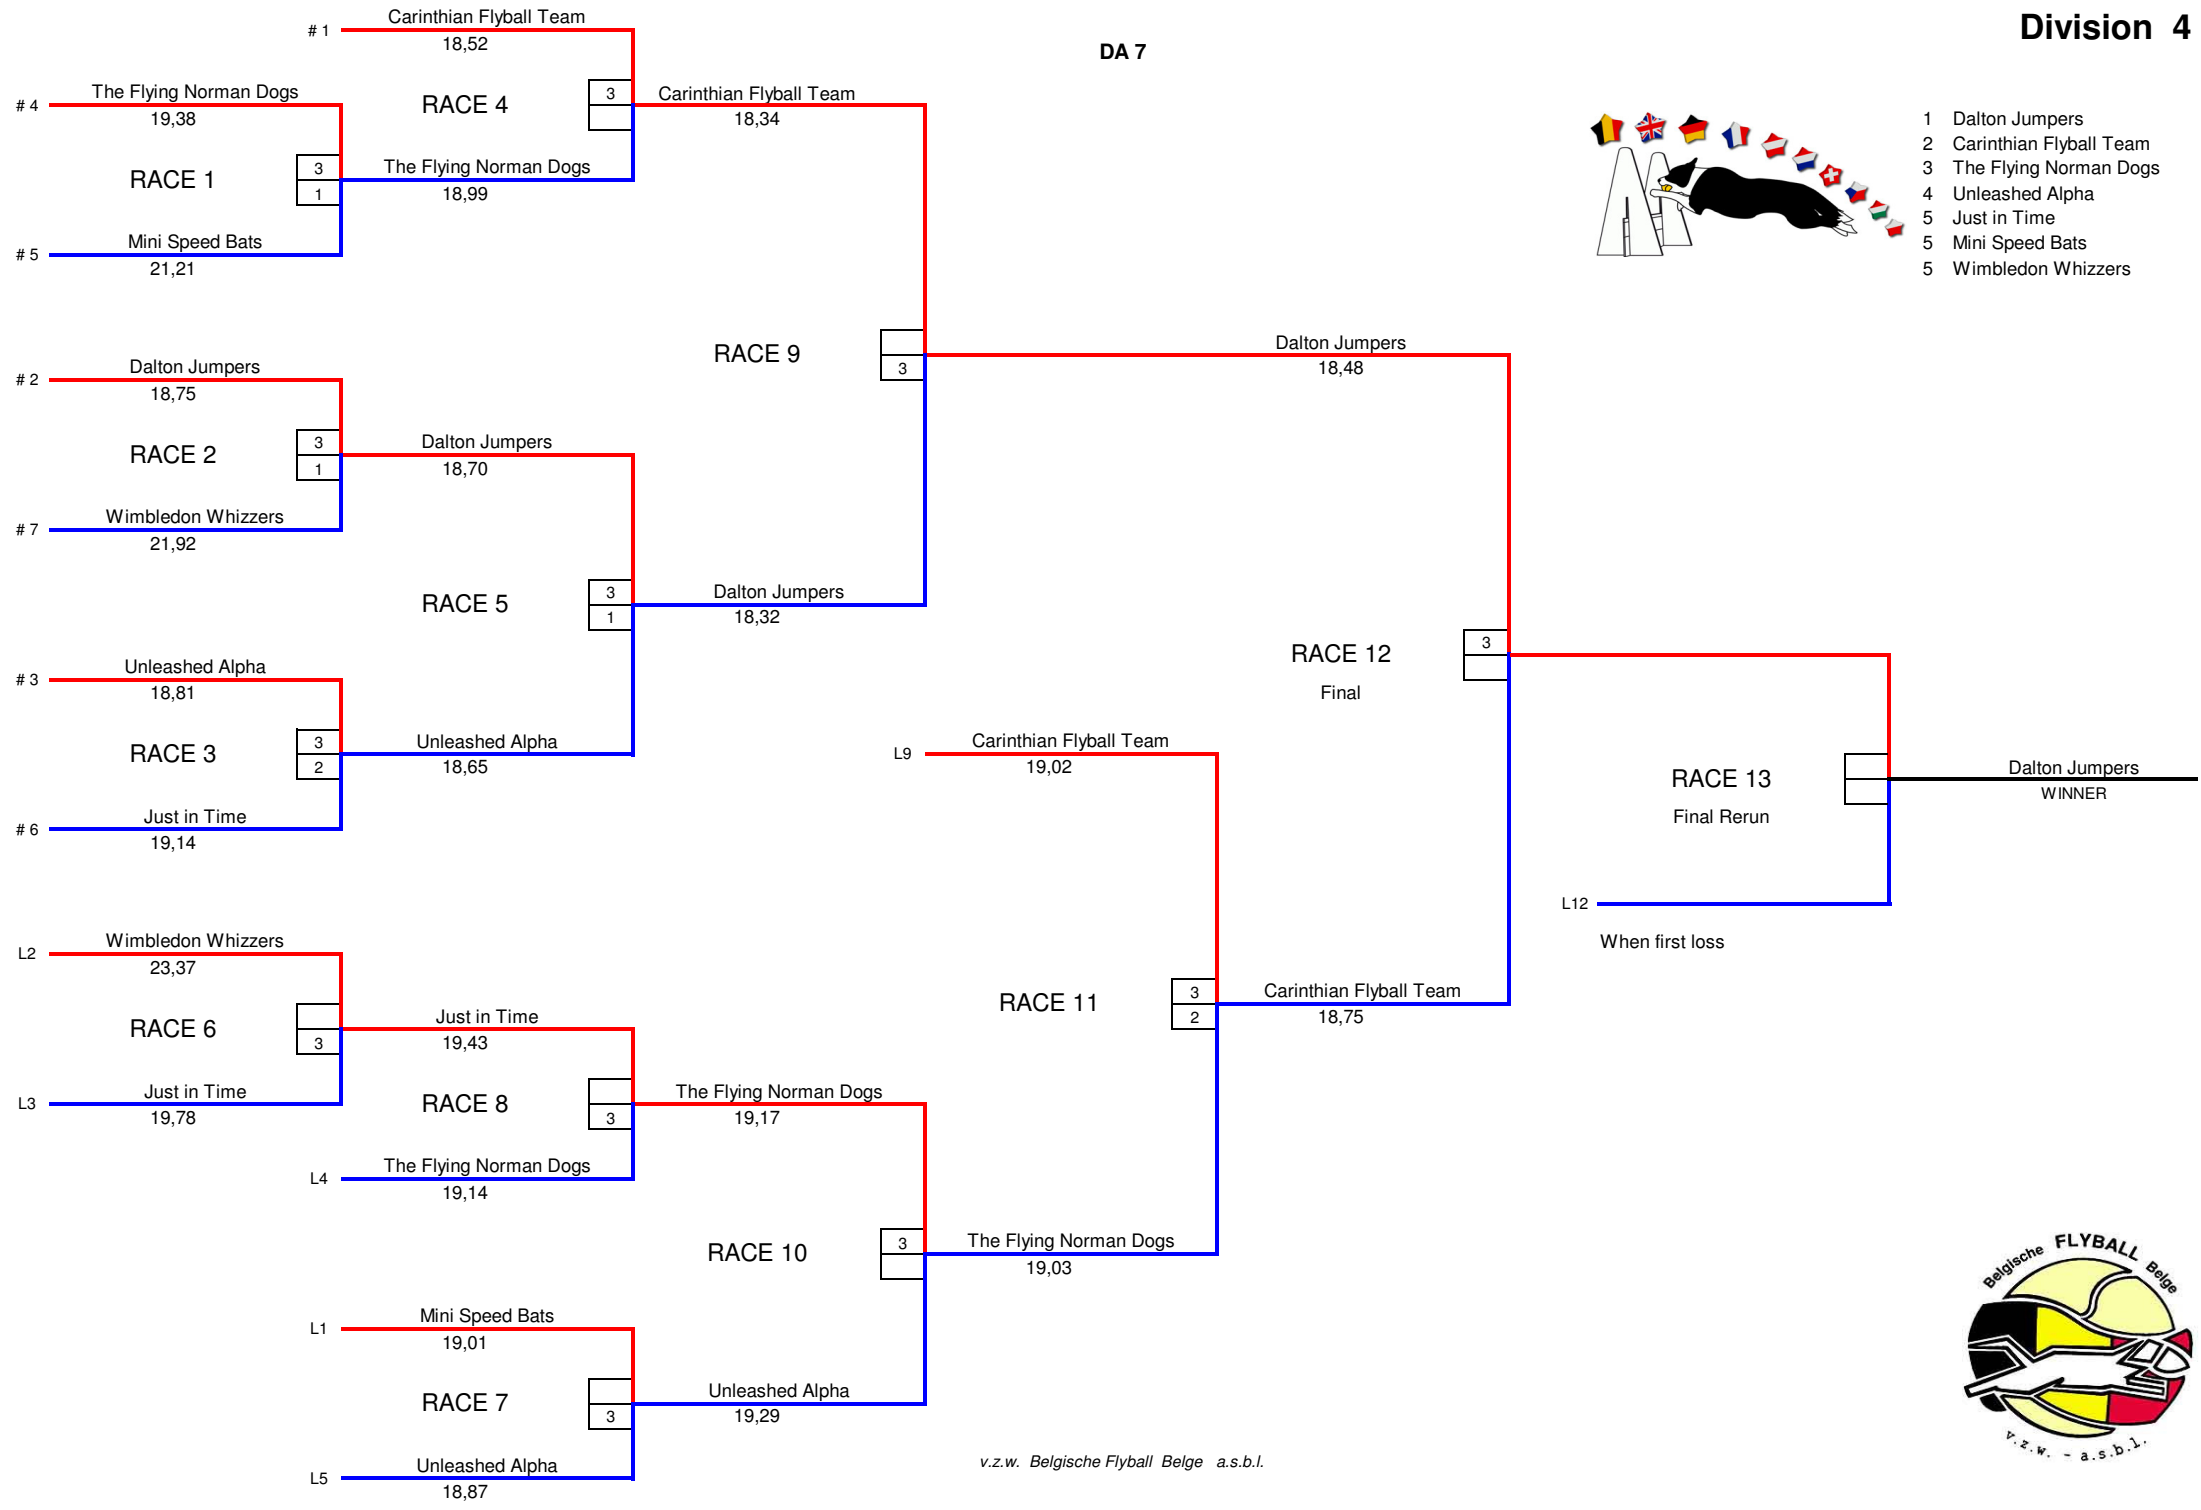 Division 4
DA 7
1 Dalton Jumpers
2 Carinthian Flyball Team
3 The Flying Norman Dogs
4 Unleashed Alpha
5 Just in Time
5 Mini Speed Bats
5 Wimbledon Whizzers
# 1 Carinthian Flyball Team
18,52
# 4 The Flying Norman Dogs
19,38
RACE 1
3
1
# 5 Mini Speed Bats
21,21
RACE 4
3
The Flying Norman Dogs
18,99
Carinthian Flyball Team
18,34
# 2 Dalton Jumpers
18,75
RACE 2
3
1
# 7 Wimbledon Whizzers
21,92
Dalton Jumpers
18,70
RACE 5
3
1
# 3 Unleashed Alpha
18,81
RACE 3
3
2
# 6 Just in Time
19,14
Unleashed Alpha
18,65
RACE 9
3
Dalton Jumpers
18,32
Dalton Jumpers
18,48
RACE 12
3
Final
L9 Carinthian Flyball Team
19,02
RACE 11
3
2
Carinthian Flyball Team
18,75
RACE 13
Final Rerun
Dalton Jumpers
WINNER
L12
When first loss
L2 Wimbledon Whizzers
23,37
RACE 6
3
L3 Just in Time
19,78
Just in Time
19,43
RACE 8
3
L4 The Flying Norman Dogs
19,14
The Flying Norman Dogs
19,17
RACE 10
3
The Flying Norman Dogs
19,03
L1 Mini Speed Bats
19,01
RACE 7
3
L5 Unleashed Alpha
18,87
Unleashed Alpha
19,29
v.z.w. Belgische Flyball Belge a.s.b.l.
Belgische FLYBALL Belge
v.z.w. - a.s.b.l.